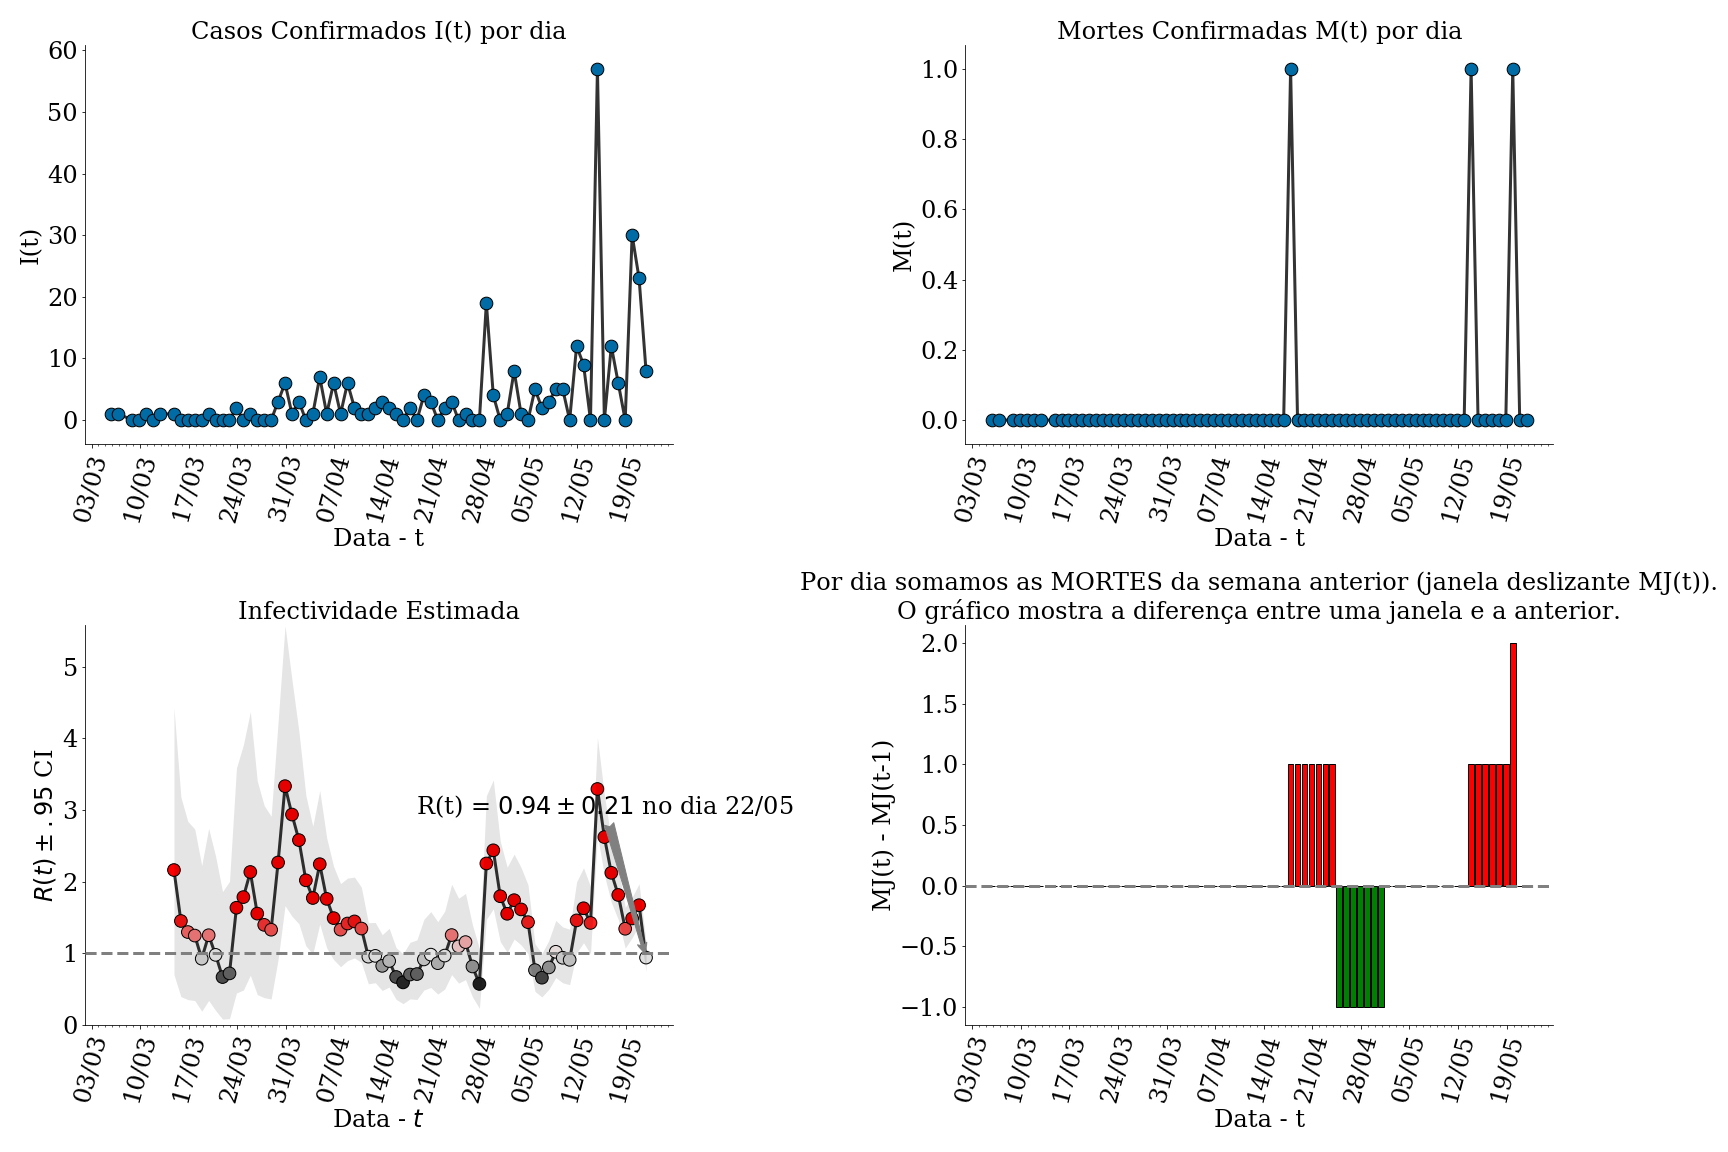 Casos Confirmados I(t) por dia
60
50
40
30
20
10
0
I(t)
03/03 10/03 17/03 24/03 31/03 07/04 14/04 21/04 28/04 05/05 12/05 19/05
Data - t
Mortes Confirmadas M(t) por dia
1.0
0.8
0.6
0.4
0.2
0.0
M(t)
03/03 10/03 17/03 24/03 31/03 07/04 14/04 21/04 28/04 05/05 12/05 19/05
Data - t
Infectividade Estimada
5
4
3
2
1
0
R(t) ± .95 CI
R(t) = 0.94 ± 0.21 no dia 22/05
03/03 10/03 17/03 24/03 31/03 07/04 14/04 21/04 28/04 05/05 12/05 19/05
Data - t
Por dia somamos as MORTES da semana anterior (janela deslizante MJ(t)).
O gráfico mostra a diferença entre uma janela e a anterior.
2.0
1.5
1.0
0.5
0.0
−0.5
−1.0
MJ(t) - MJ(t-1)
03/03 10/03 17/03 24/03 31/03 07/04 14/04 21/04 28/04 05/05 12/05 19/05
Data - t